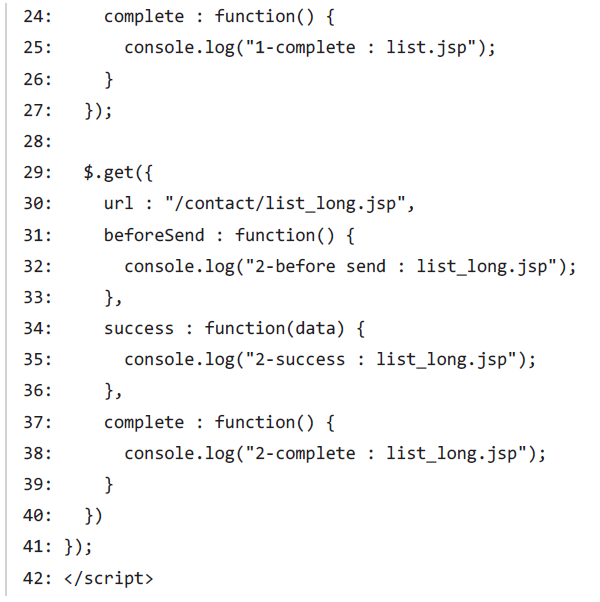 24:     complete : function() {
25:       console.log("1-complete : list.jsp");
26:     }
27:   });
28:
29:   $.get({
30:     url : "/contact/list_long.jsp",
31:     beforeSend : function() {
32:       console.log("2-before send : list_long.jsp");
33:     },
34:     success : function(data) {
35:       console.log("2-success : list_long.jsp");
36:     },
37:     complete : function() {
38:       console.log("2-complete : list_long.jsp");
39:     }
40:   })
41: });
42: </script>